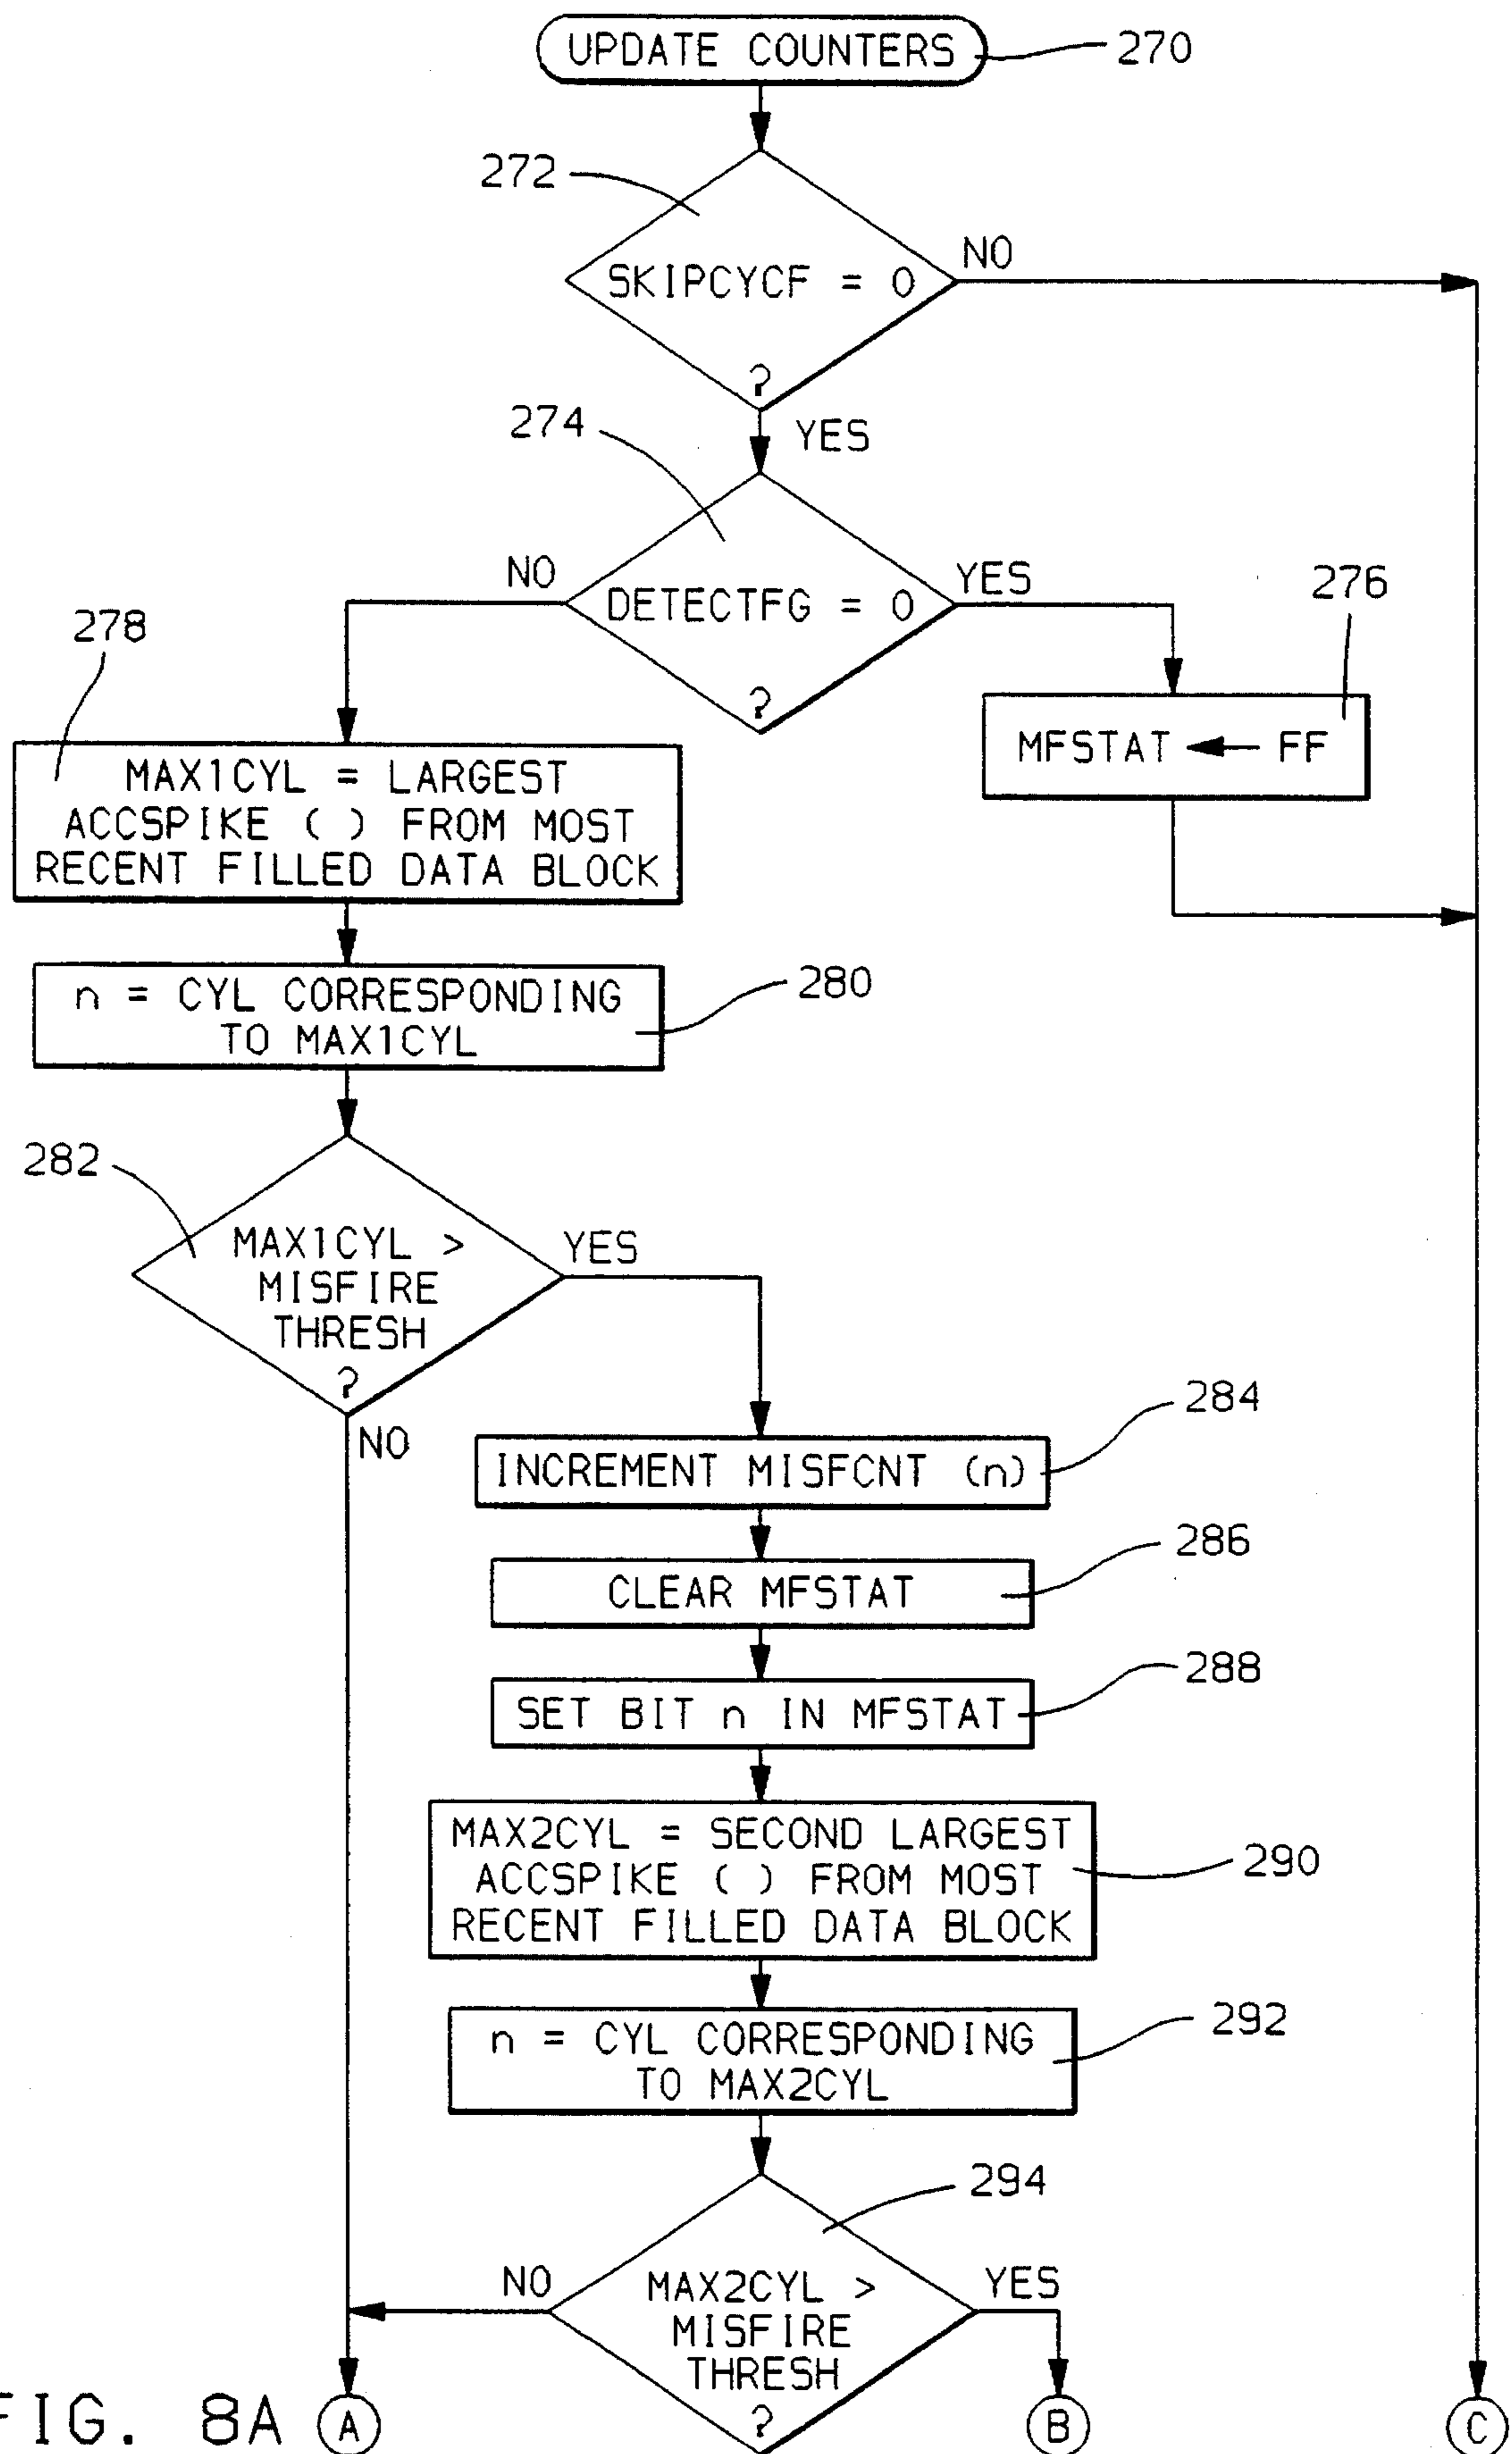 UPDATE COUNTERS
270
272
SKIPCYCF = 0
?
NO
YES
274
DETECTFG = 0
?
NO
YES
276
MFSTAT ← FF
278
MAX1CYL = LARGEST
ACCSPIKE ( ) FROM MOST
RECENT FILLED DATA BLOCK
n = CYL CORRESPONDING
TO MAX1CYL
280
282
MAX1CYL >
MISFIRE
THRESH
?
YES
NO
284
INCREMENT MISFCNT (n)
286
CLEAR MFSTAT
288
SET BIT n IN MFSTAT
MAX2CYL = SECOND LARGEST
ACCSPIKE ( ) FROM MOST
RECENT FILLED DATA BLOCK
290
n = CYL CORRESPONDING
TO MAX2CYL
292
294
NO
MAX2CYL >
MISFIRE
THRESH
?
YES
FIG. 8A
A
B
C